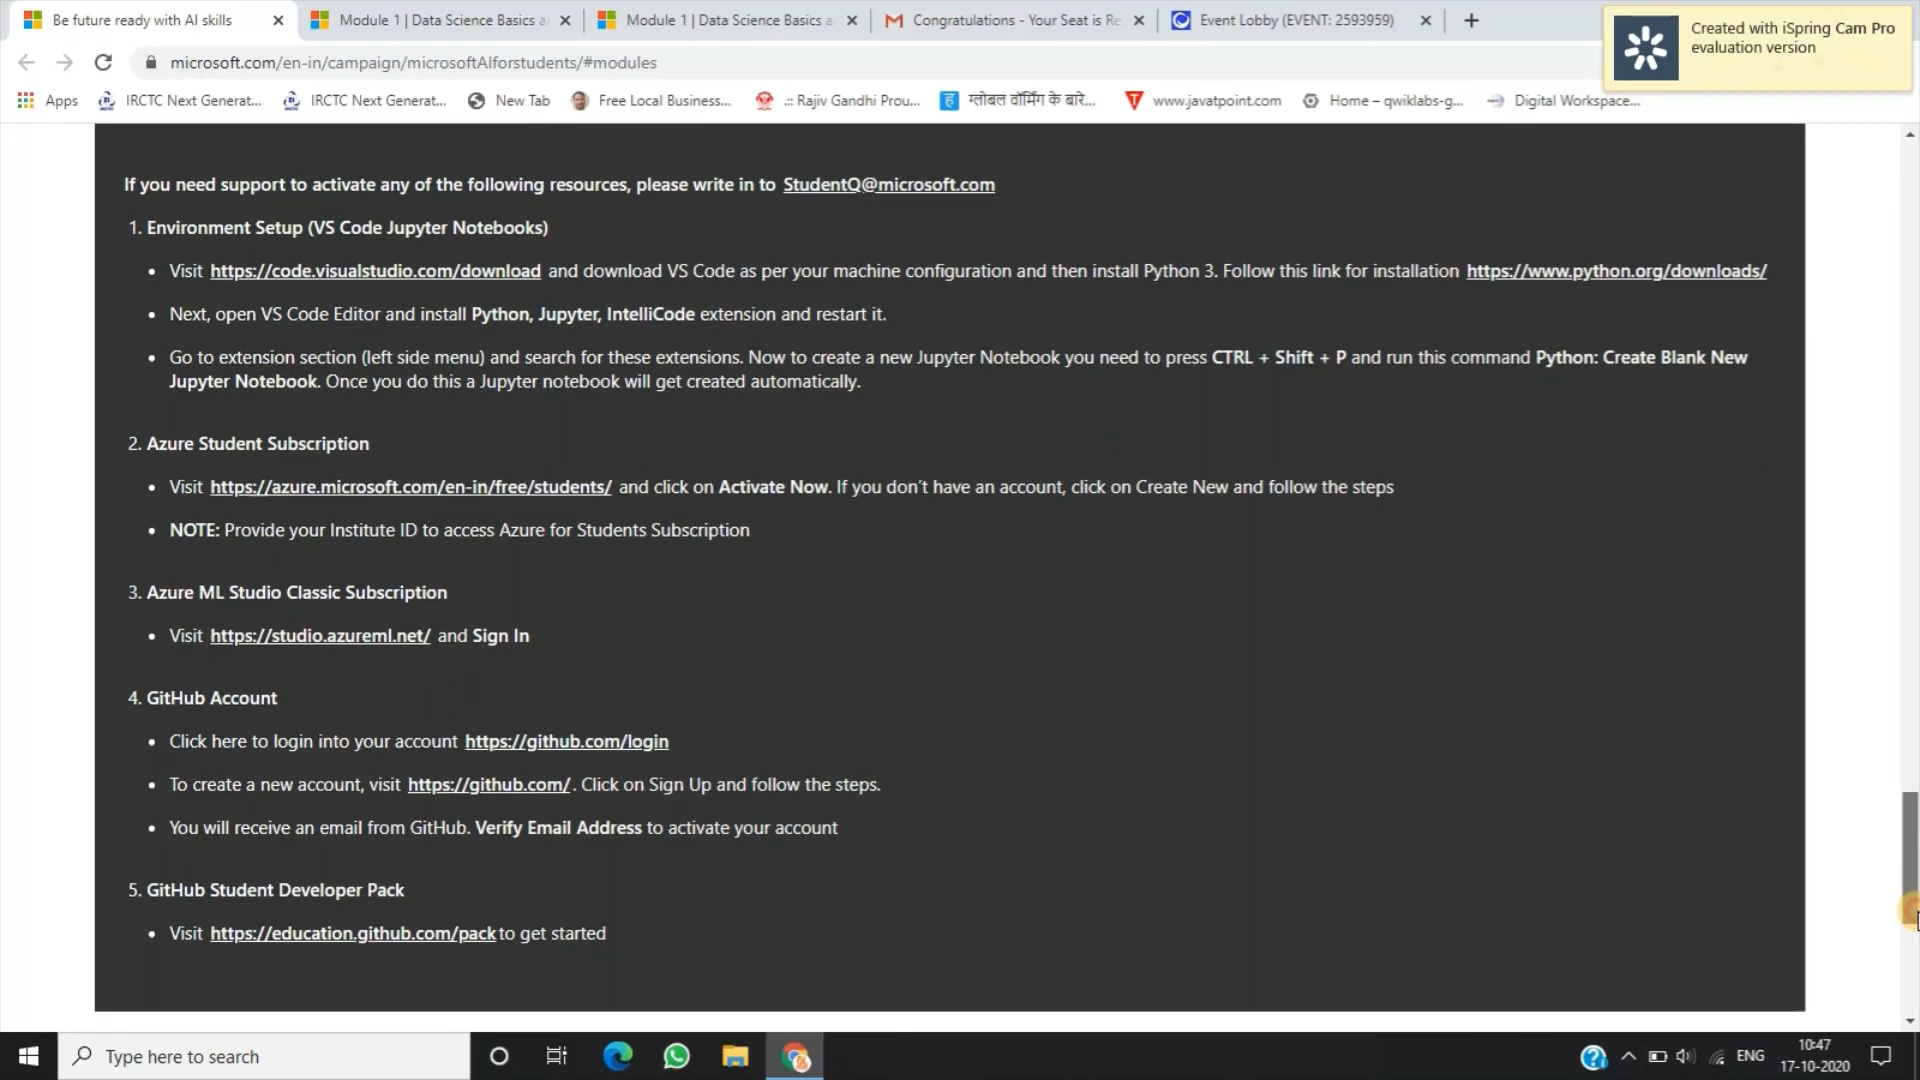 Be future ready with AI skills
Module 1 | Data Science Basics a
Module 1 | Data Science Basics a
Congratulations - Your Seat is Re
Event Lobby (EVENT: 2593959)
Created with iSpring Cam Pro
evaluation version
microsoft.com/en-in/campaign/microsoftAIforstudents/#modules
Apps
IRCTC Next Generat...
IRCTC Next Generat...
New Tab
Free Local Business...
.:: Rajiv Gandhi Prou...
ग्लोबल वॉर्मिंग के बारे...
www.javatpoint.com
Home – qwiklabs-g...
Digital Workspace...
If you need support to activate any of the following resources, please write in to StudentQ@microsoft.com
1. Environment Setup (VS Code Jupyter Notebooks)
• Visit https://code.visualstudio.com/download and download VS Code as per your machine configuration and then install Python 3. Follow this link for installation https://www.python.org/downloads/
• Next, open VS Code Editor and install Python, Jupyter, IntelliCode extension and restart it.
• Go to extension section (left side menu) and search for these extensions. Now to create a new Jupyter Notebook you need to press CTRL + Shift + P and run this command Python: Create Blank New
Jupyter Notebook. Once you do this a Jupyter notebook will get created automatically.
2. Azure Student Subscription
• Visit https://azure.microsoft.com/en-in/free/students/ and click on Activate Now. If you don't have an account, click on Create New and follow the steps
• NOTE: Provide your Institute ID to access Azure for Students Subscription
3. Azure ML Studio Classic Subscription
• Visit https://studio.azureml.net/ and Sign In
4. GitHub Account
• Click here to login into your account https://github.com/login
• To create a new account, visit https://github.com/. Click on Sign Up and follow the steps.
• You will receive an email from GitHub. Verify Email Address to activate your account
5. GitHub Student Developer Pack
• Visit https://education.github.com/pack to get started
Type here to search
ENG
10:47
17-10-2020